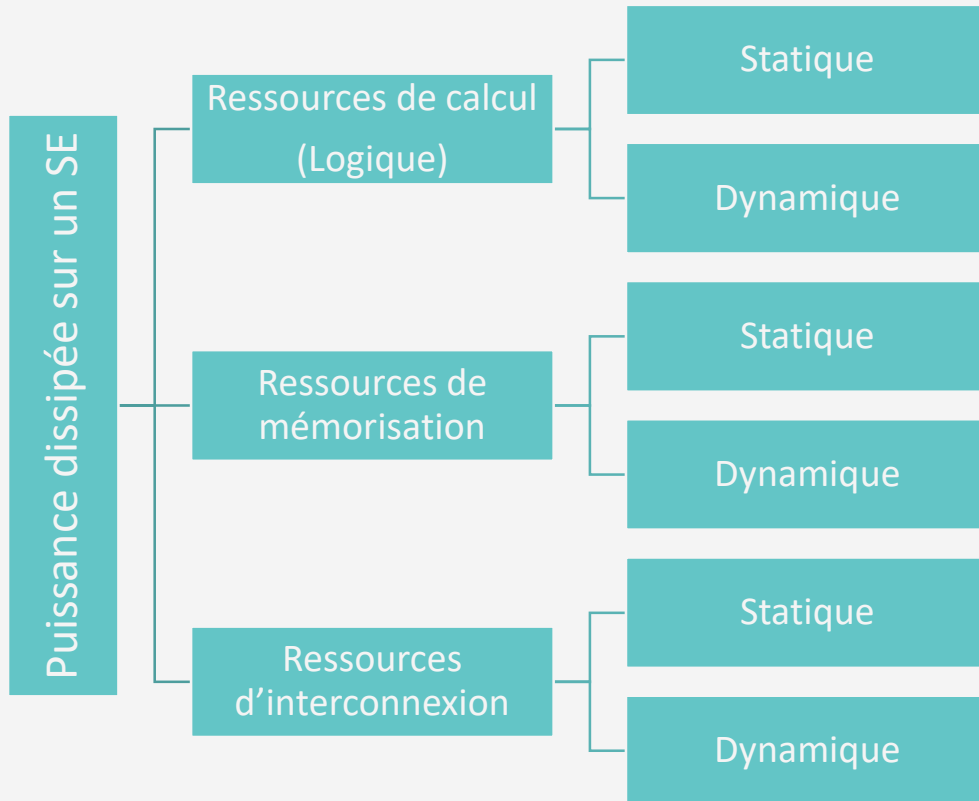 Puissance dissipée sur un SE
Ressources de calcul
(Logique)
Statique
Dynamique
Ressources de
mémorisation
Statique
Dynamique
Ressources
d’interconnexion
Statique
Dynamique